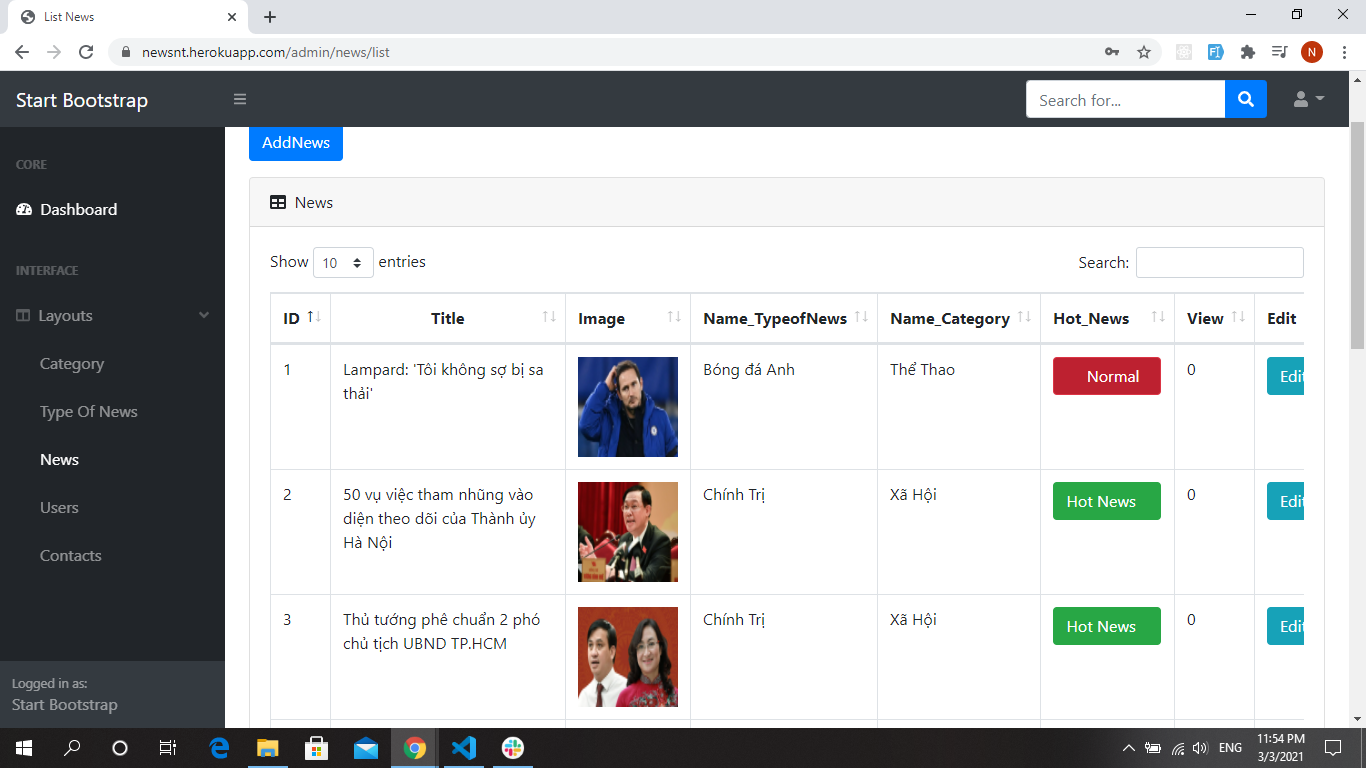 List News
newsnt.herokuapp.com/admin/news/list
N
Start Bootstrap
Search for...
CORE
Dashboard
INTERFACE
Layouts
Category
Type Of News
News
Users
Contacts
Logged in as:
Start Bootstrap
AddNews
News
Show 10 entries
Search:
ID Title Image Name_TypeofNews Name_Category Hot_News View Edit
1 Lampard: 'Tôi không sợ bị sa Bóng đá Anh Thể Thao Normal 0 Edit
thải'
2 50 vụ việc tham nhũng vào Chính Trị Xã Hội Hot News 0 Edit
diện theo dõi của Thành ủy
Hà Nội
3 Thủ tướng phê chuẩn 2 phó Chính Trị Xã Hội Hot News 0 Edit
chủ tịch UBND TP.HCM
ENG
11:54 PM
3/3/2021